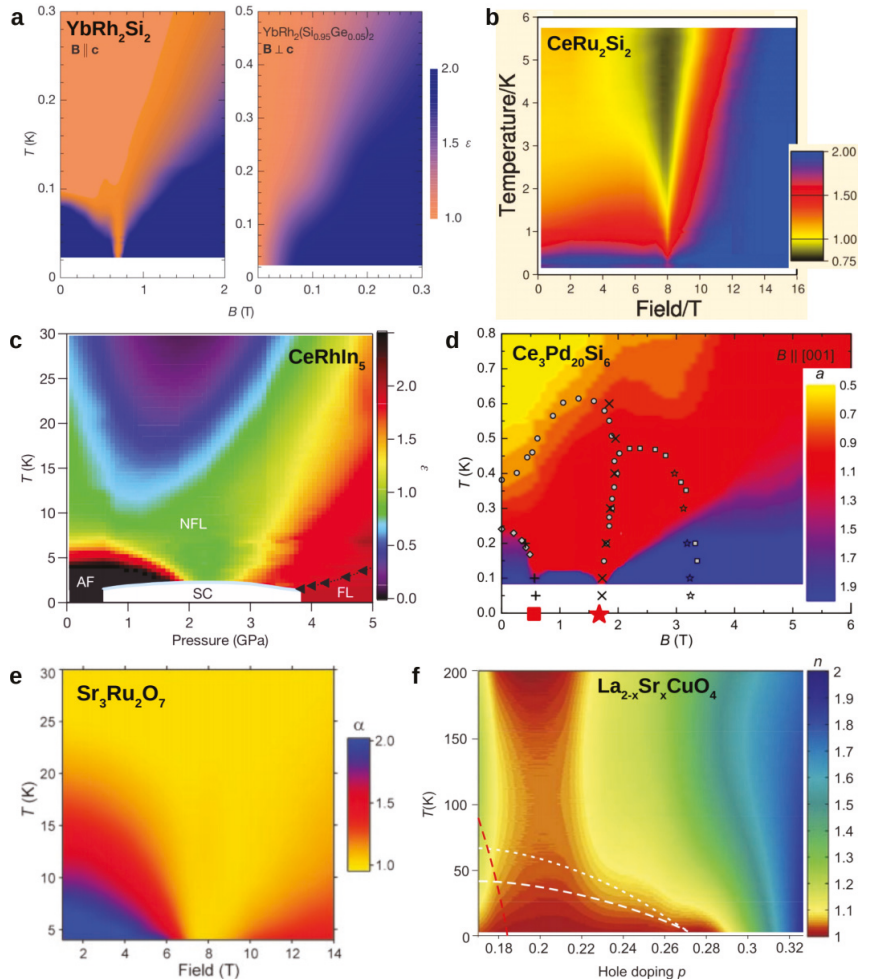 a
YbRh2Si2
B || c
YbRh2(Si0.95Ge0.05)2
B ⊥ c
0.3
0.2
0.1
0
0.5
0.4
0.3
0.2
0.1
0
T (K)
0 1 2
0 0.1 0.2 0.3
B (T)
2.0
1.5
1.0
ε
b
CeRu2Si2
6
5
4
3
2
1
0
Temperature/K
0 2 4 6 8 10 12 14 16
Field/T
2.00
1.50
1.00
0.75
c
CeRhIn5
30
25
20
15
10
5
0
T (K)
NFL
AF
SC
FL
0 1 2 3 4 5
Pressure (GPa)
2.0
1.5
1.0
0.5
0.0
ε
d
Ce3Pd20Si6
B || [001]
0.8
0.7
0.6
0.5
0.4
0.3
0.2
0.1
0.0
T (K)
0 1 2 3 4 5 6
B (T)
a
0.5
0.7
0.9
1.1
1.3
1.5
1.7
1.9
e
Sr3Ru2O7
30
25
20
15
10
5
T (K)
2 4 6 8 10 12 14
Field (T)
α
2.0
1.5
1.0
f
La2-xSrxCuO4
200
150
100
50
0
T(K)
0.18 0.2 0.22 0.24 0.26 0.28 0.3 0.32
Hole doping p
n
2
1.9
1.8
1.7
1.6
1.5
1.4
1.3
1.2
1.1
1